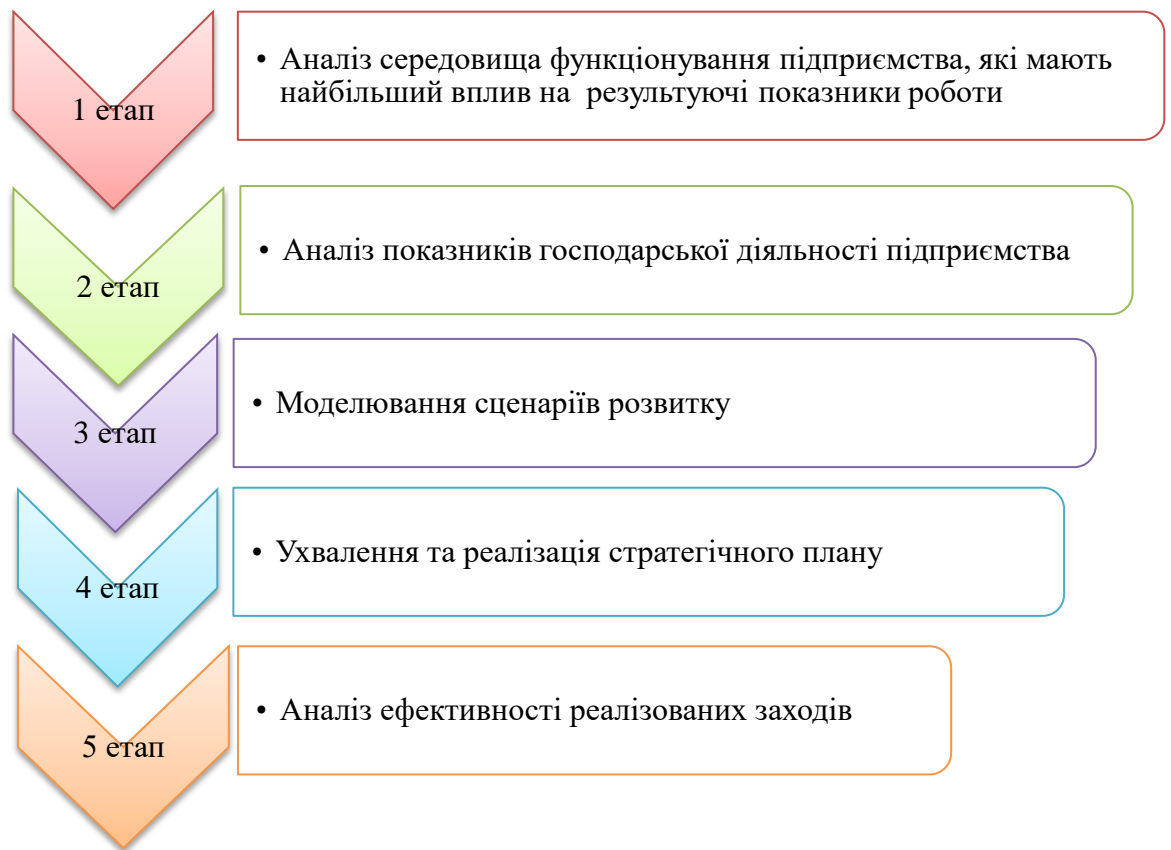 1 етап
• Аналіз середовища функціонування підприємства, які мають
найбільший вплив на результуючі показники роботи
2 етап
• Аналіз показників господарської діяльності підприємства
3 етап
• Моделювання сценаріїв розвитку
4 етап
• Ухвалення та реалізація стратегічного плану
5 етап
• Аналіз ефективності реалізованих заходів